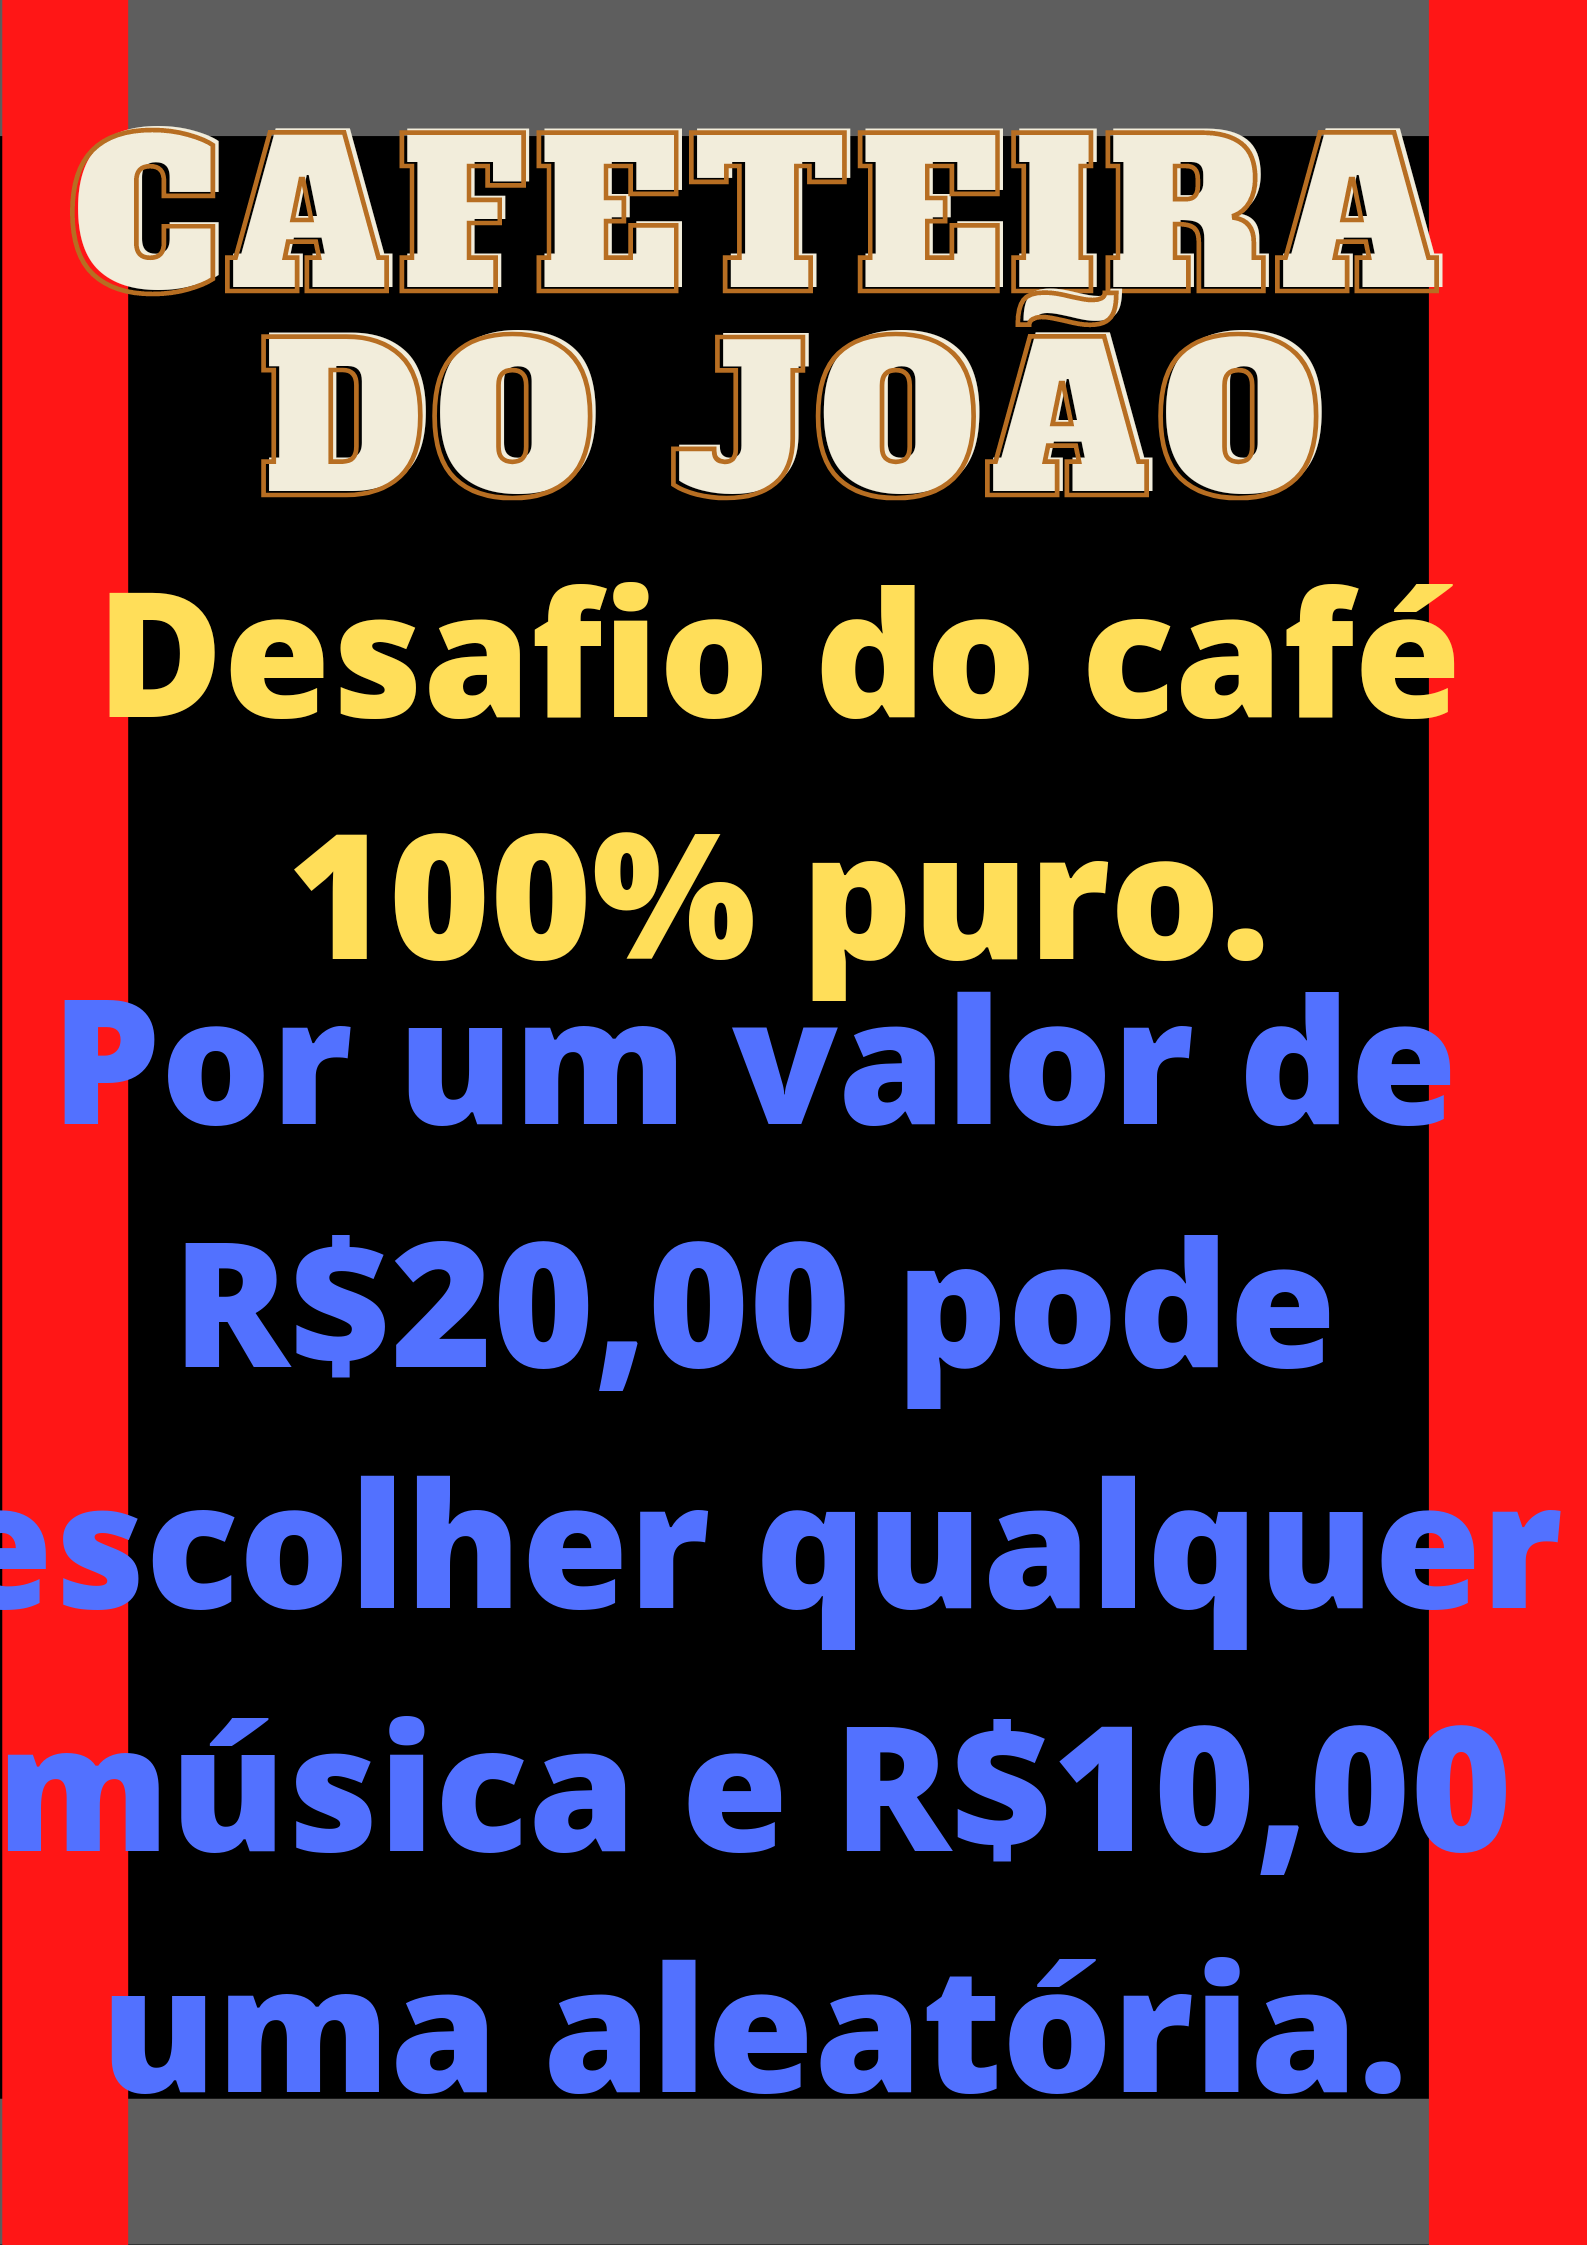 CAFETEIRA
DO JOÃO
Desafio do café
100% puro.
Por um valor de
R$20,00 pode
escolher qualquer
música e R$10,00
uma aleatória.